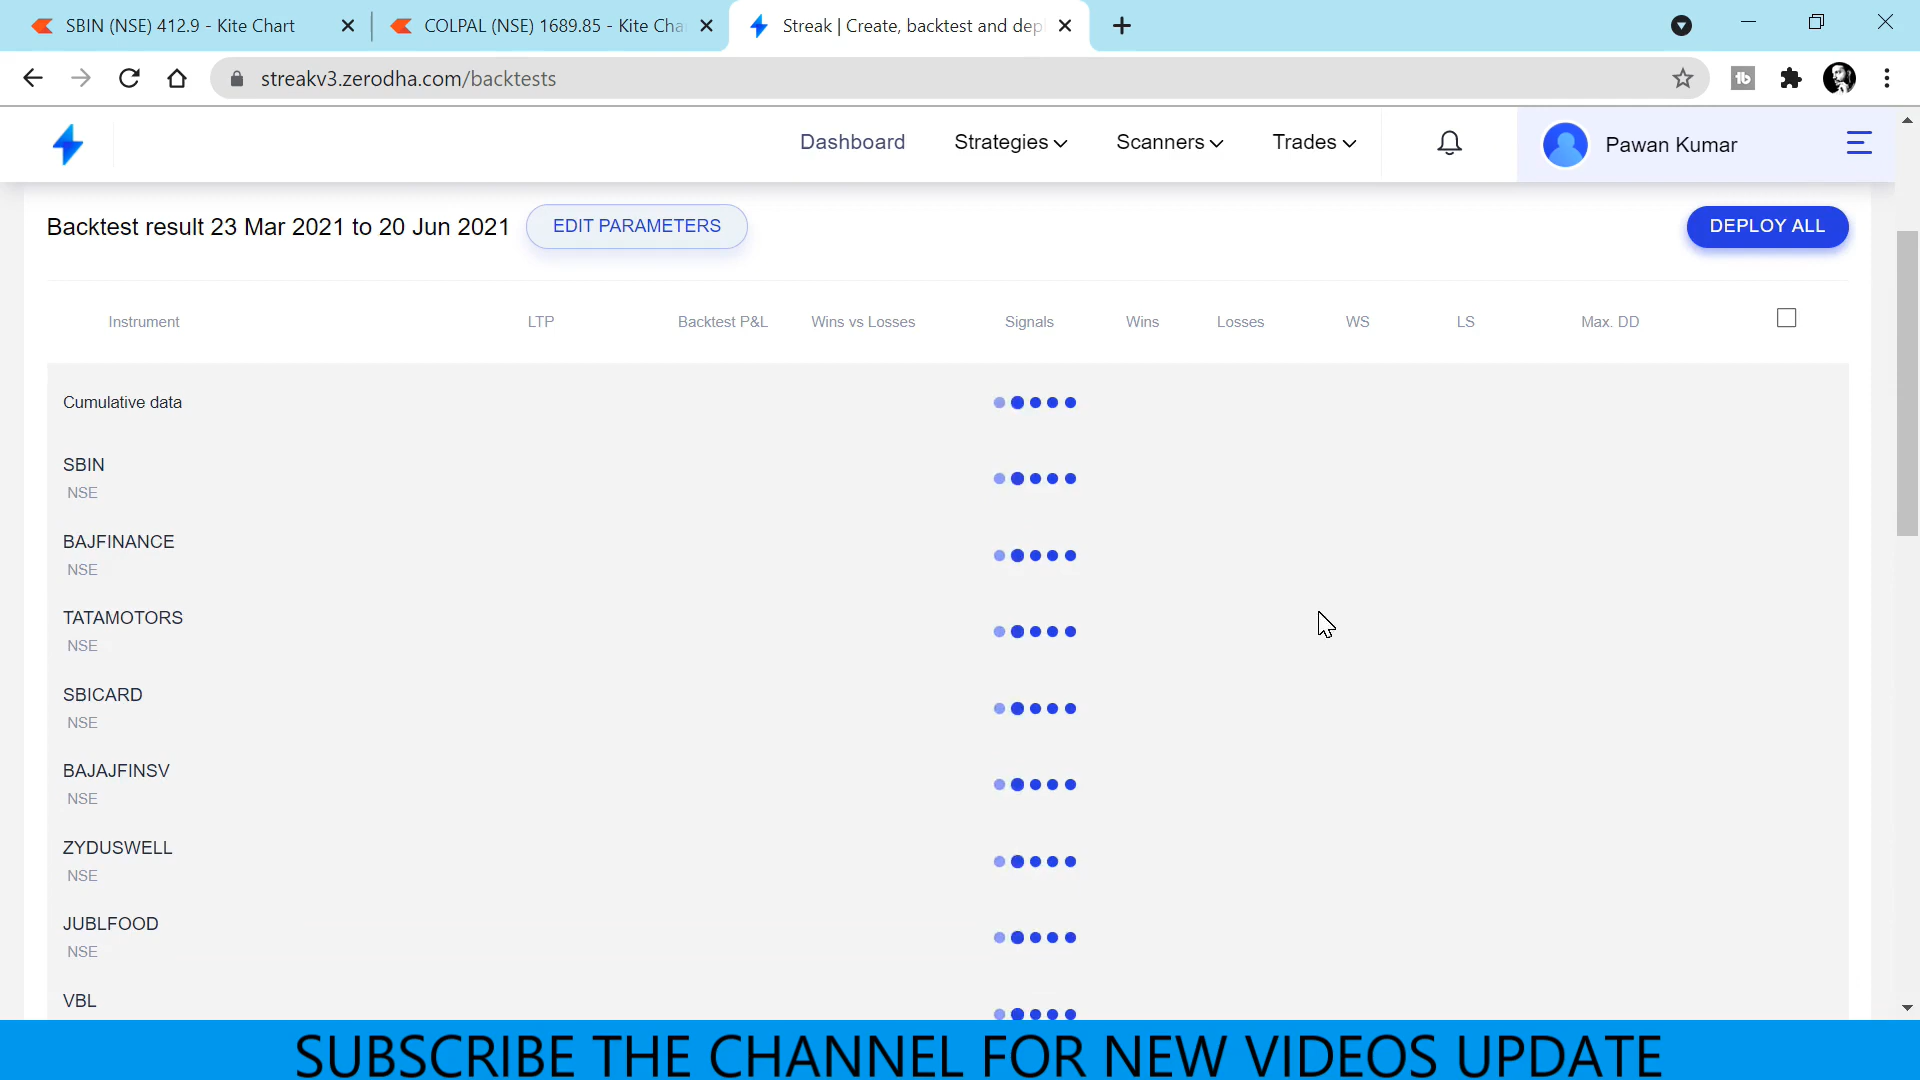 SBIN (NSE) 412.9 - Kite Chart
COLPAL (NSE) 1689.85 - Kite Cha
Streak | Create, backtest and dep
streakv3.zerodha.com/backtests
Dashboard
Strategies
Scanners
Trades
Pawan Kumar
Backtest result 23 Mar 2021 to 20 Jun 2021
EDIT PARAMETERS
DEPLOY ALL
Instrument LTP Backtest P&L Wins vs Losses Signals Wins Losses WS LS Max. DD
Cumulative data
SBIN
NSE
BAJFINANCE
NSE
TATAMOTORS
NSE
SBICARD
NSE
BAJAJFINSV
NSE
ZYDUSWELL
NSE
JUBLFOOD
NSE
VBL
SUBSCRIBE THE CHANNEL FOR NEW VIDEOS UPDATE